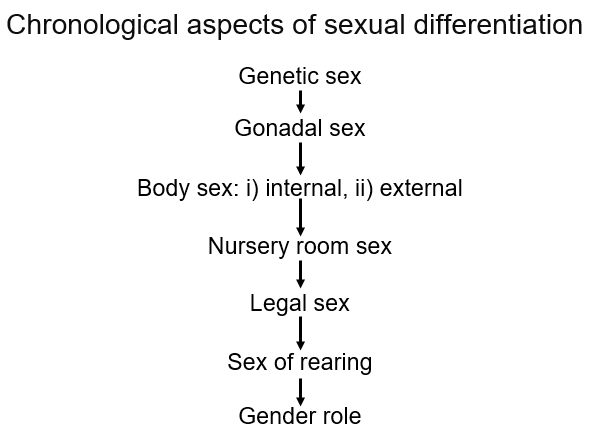 Chronological aspects of sexual differentiation
Genetic sex
Gonadal sex
Body sex: i) internal, ii) external
Nursery room sex
Legal sex
Sex of rearing
Gender role